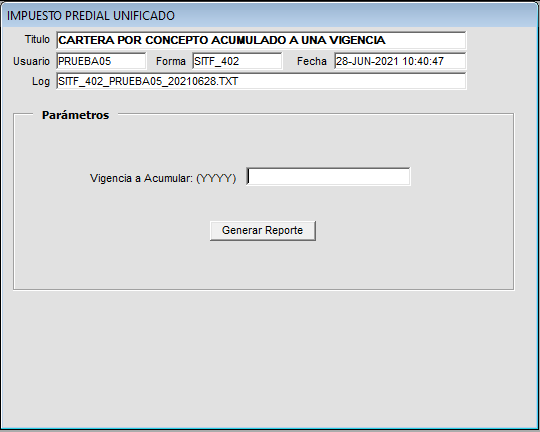 IMPUESTO PREDIAL UNIFICADO
Titulo CARTERA POR CONCEPTO ACUMULADO A UNA VIGENCIA
Usuario PRUEBA05 Forma SITF_402 Fecha 28-JUN-2021 10:40:47
Log SITF_402_PRUEBA05_20210628.TXT
Parámetros
Vigencia a Acumular: (YYYY)
Generar Reporte